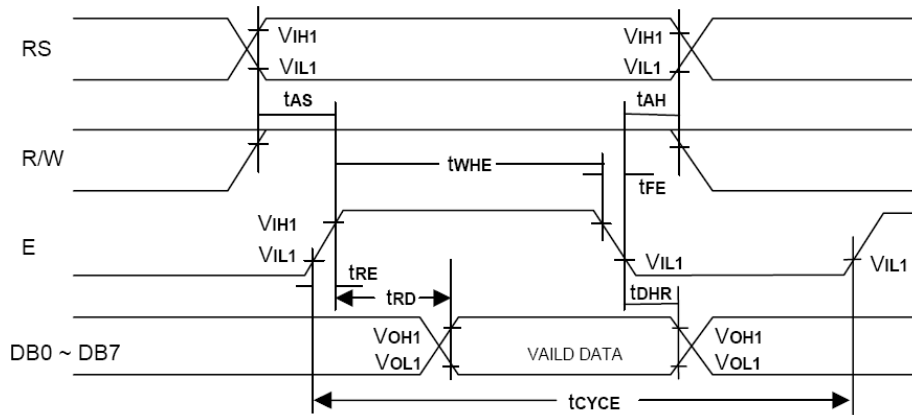 RS VIH1 VIH1
VIL1 VIL1
tAS tAH
R/W
tWHE
tFE
VIH1
E
VIL1 VIL1 VIL1
tRE
tRD tDHR
VOH1 VOH1
DB0 ~ DB7 VAILD DATA
VOL1 VOL1
tCYCE